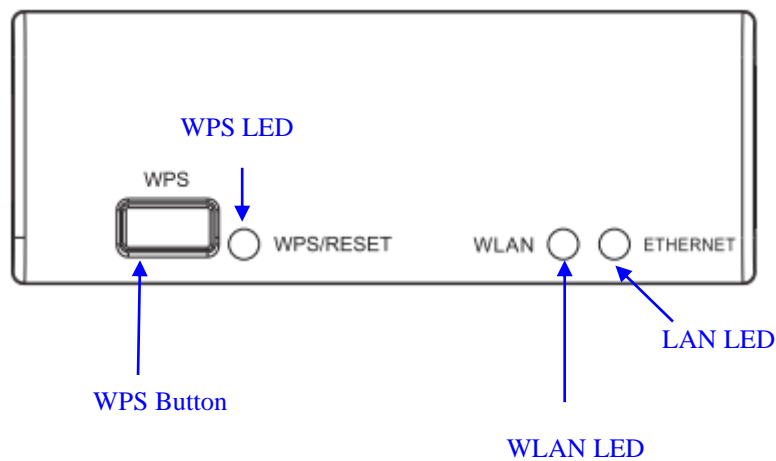 WPS LED
WPS
WPS/RESET
WLAN
ETHERNET
LAN LED
WPS Button
WLAN LED